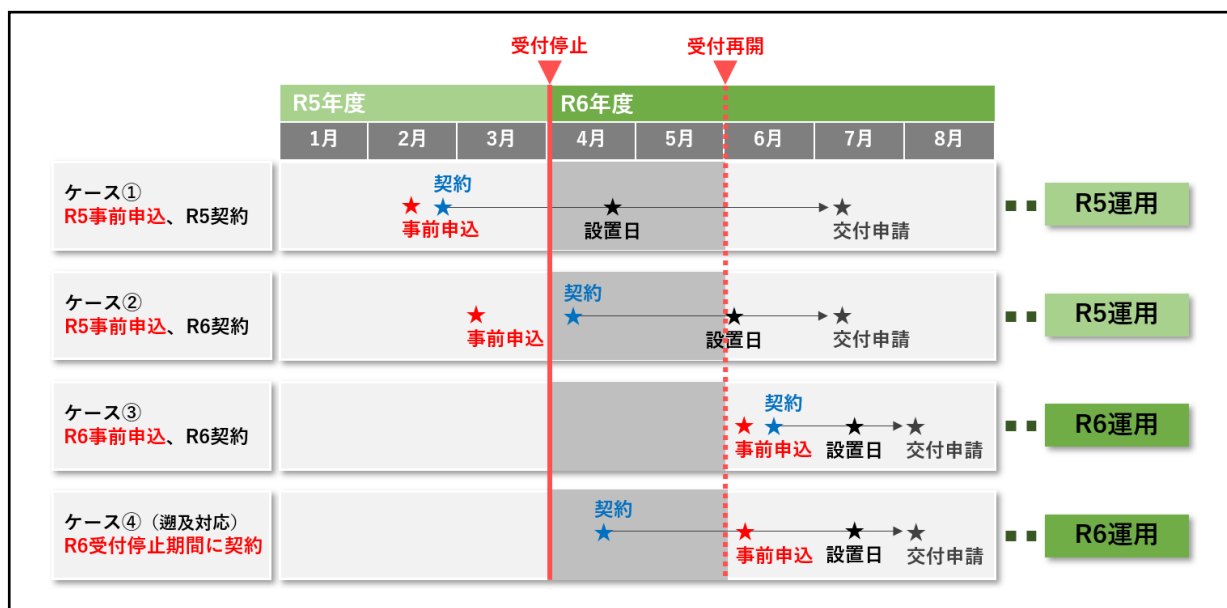 受付停止
受付再開
R5年度
R6年度
1月
2月
3月
4月
5月
6月
7月
8月
ケース①
R5事前申込、R5契約
契約
事前申込
設置日
交付申請
R5運用
ケース②
R5事前申込、R6契約
契約
事前申込
設置日
交付申請
R5運用
ケース③
R6事前申込、R6契約
契約
事前申込
設置日
交付申請
R6運用
ケース④（遡及対応）
R6受付停止期間に契約
契約
事前申込
設置日
交付申請
R6運用